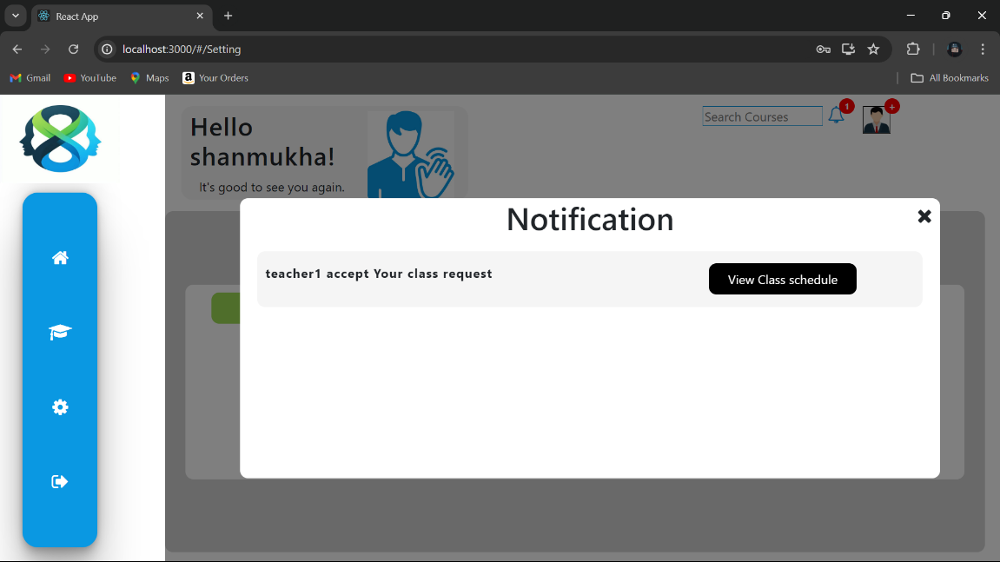 React App
localhost:3000/#/Setting
Gmail
YouTube
Maps
Your Orders
All Bookmarks
Hello
shanmukha!
It's good to see you again.
Search Courses
1
+
Notification
teacher1 accept Your class request
View Class schedule